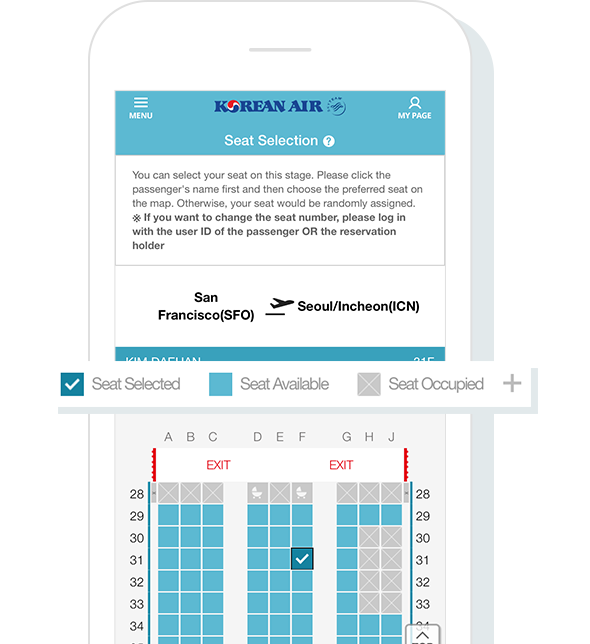 KOREAN AIR
MENU
MY PAGE
Seat Selection ?
You can select your seat on this stage. Please click the
passenger's name first and then choose the preferred seat on
the map. Otherwise, your seat would be randomly assigned.
※ If you want to change the seat number, please log in
with the user ID of the passenger OR the reservation
holder
San
Francisco(SFO)
Seoul/Incheon(ICN)
KIM DAEHAN 31F
Seat Selected Seat Available Seat Occupied +
A B C D E F G H J
EXIT EXIT
28 28
29 29
30 30
31 31
32 32
33 33
34 34